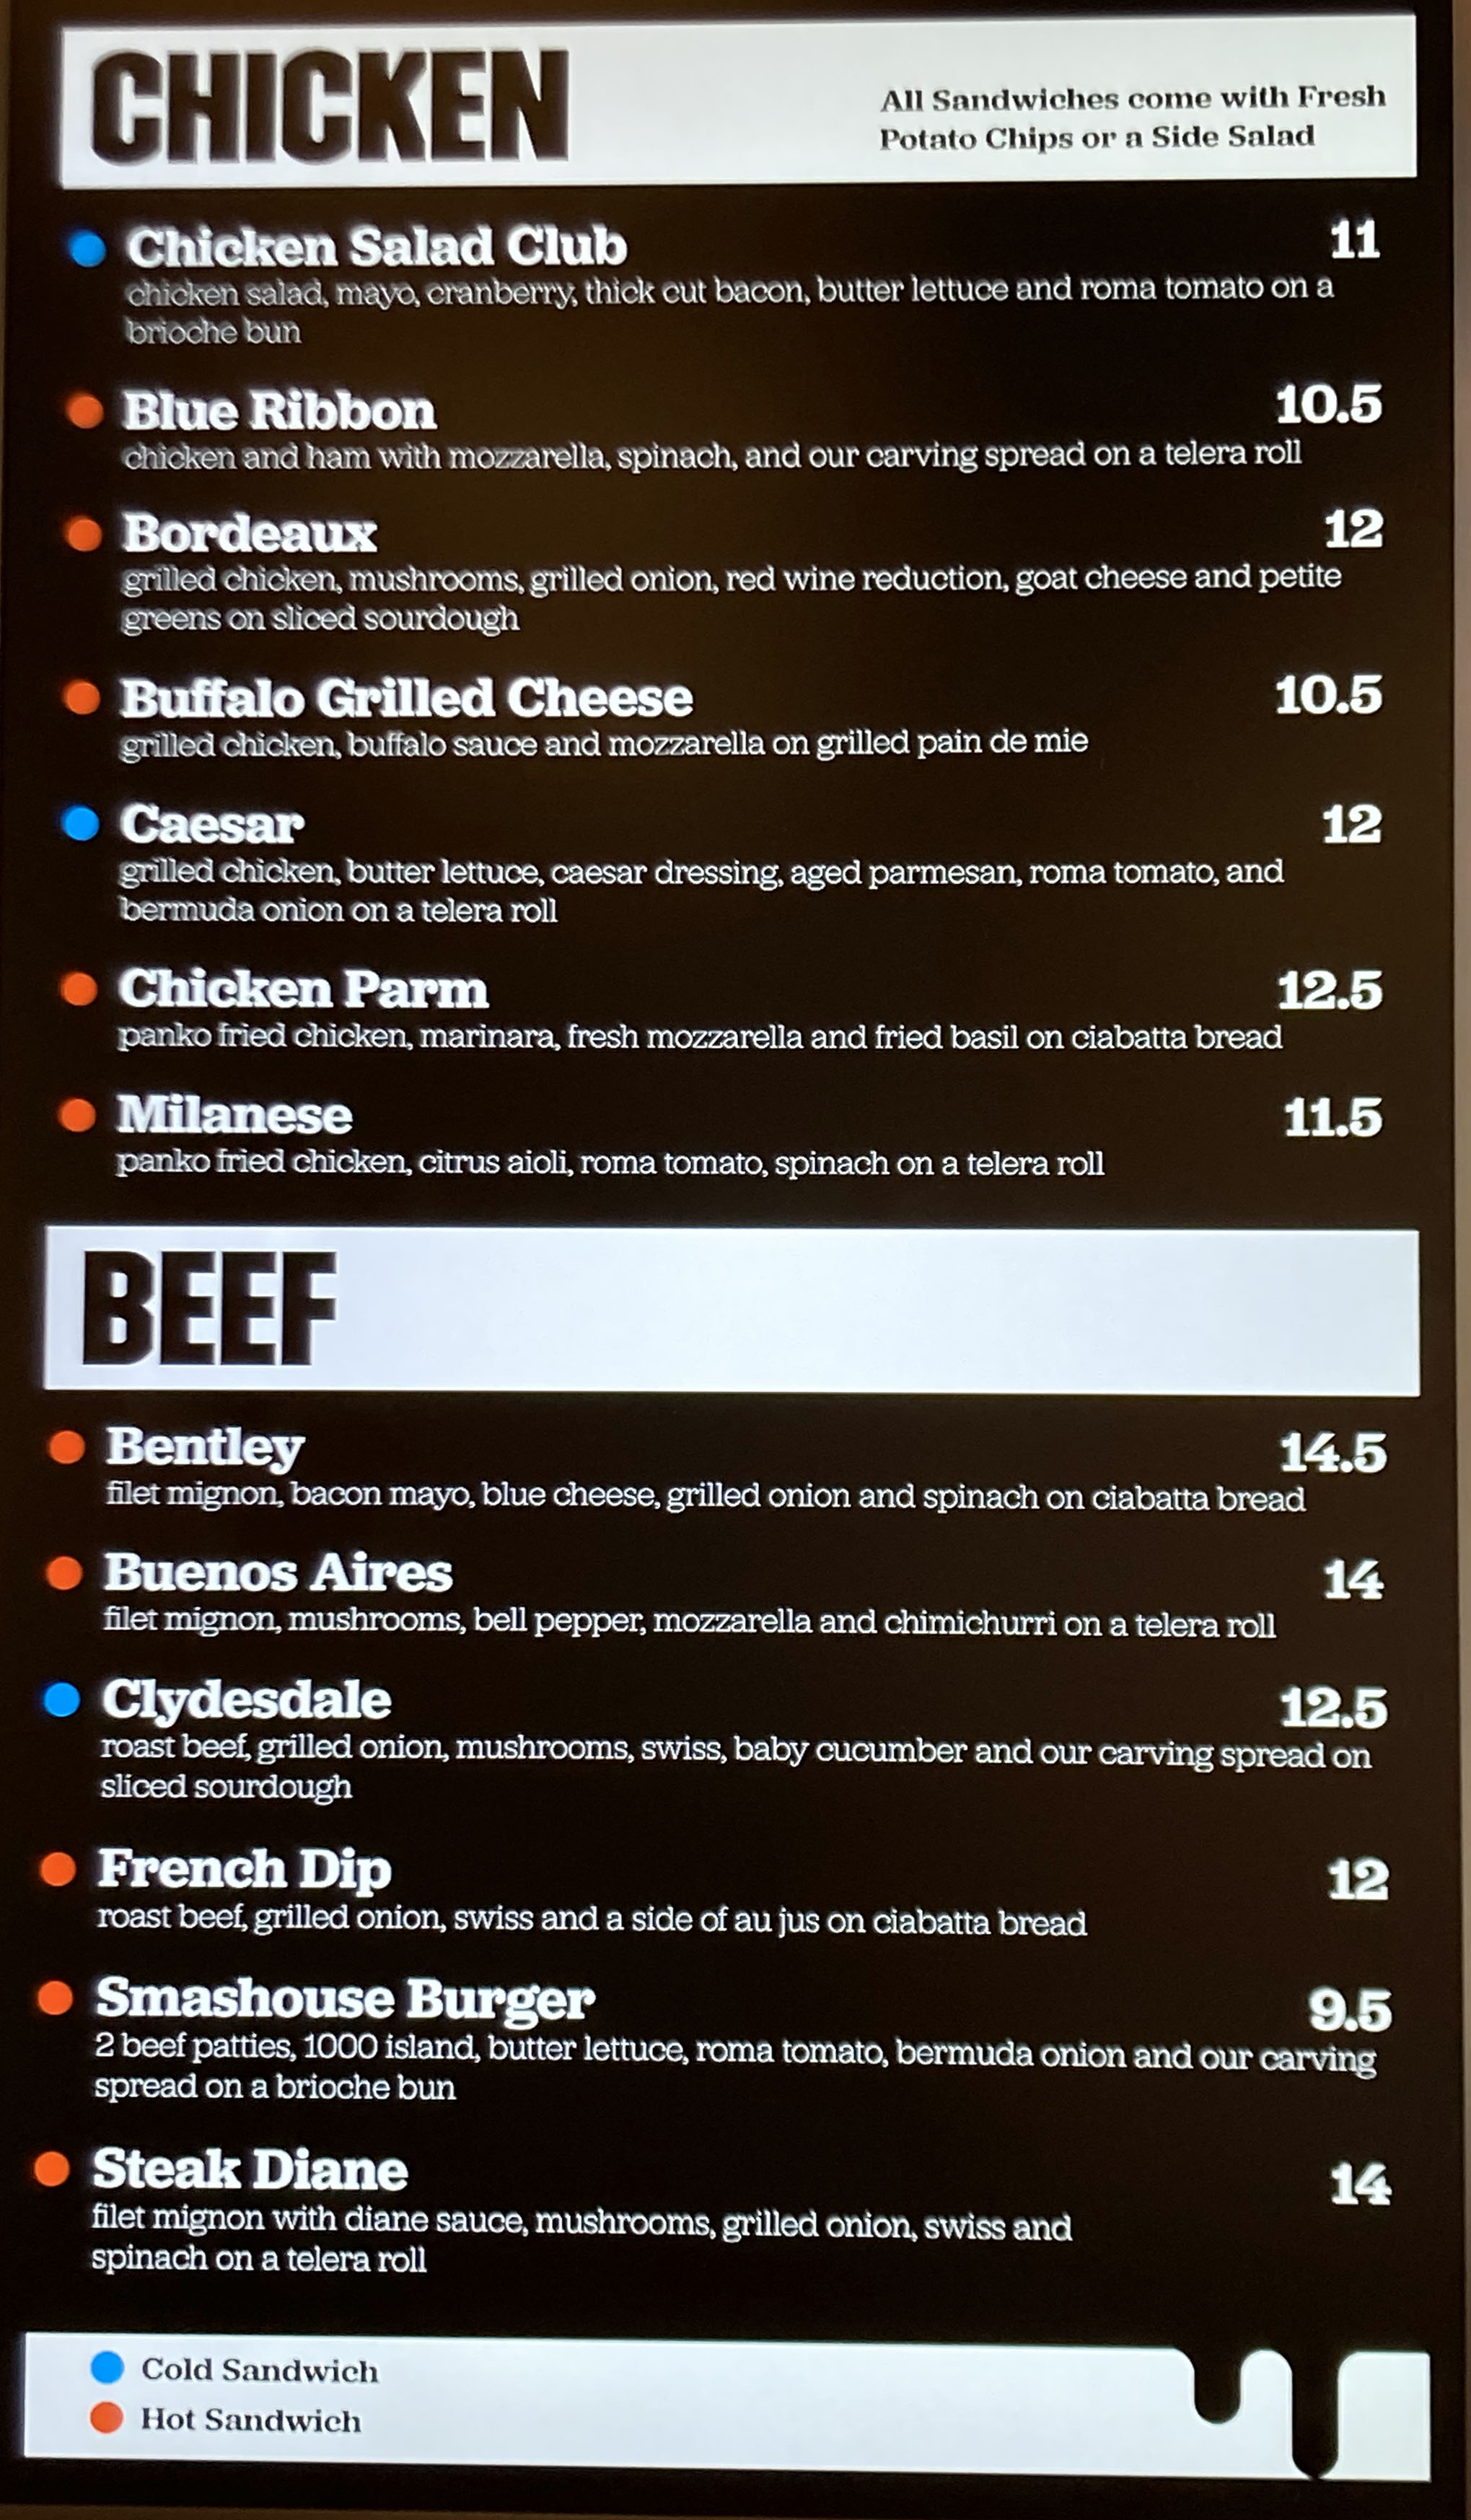 CHICKEN
All Sandwiches come with Fresh
Potato Chips or a Side Salad
Chicken Salad Club 11
chicken salad, mayo, cranberry, thick cut bacon, butter lettuce and roma tomato on a
brioche bun
Blue Ribbon 10.5
chicken and ham with mozzarella, spinach, and our carving spread on a telera roll
Bordeaux 12
grilled chicken, mushrooms, grilled onion, red wine reduction, goat cheese and petite
greens on sliced sourdough
Buffalo Grilled Cheese 10.5
grilled chicken, buffalo sauce and mozzarella on grilled pain de mie
Caesar 12
grilled chicken, butter lettuce, caesar dressing, aged parmesan, roma tomato, and
bermuda onion on a telera roll
Chicken Parm 12.5
panko fried chicken, marinara, fresh mozzarella and fried basil on ciabatta bread
Milanese 11.5
panko fried chicken, citrus aioli, roma tomato, spinach on a telera roll
BEEF
Bentley 14.5
filet mignon, bacon mayo, blue cheese, grilled onion and spinach on ciabatta bread
Buenos Aires 14
filet mignon, mushrooms, bell pepper, mozzarella and chimichurri on a telera roll
Clydesdale 12.5
roast beef, grilled onion, mushrooms, swiss, baby cucumber and our carving spread on
sliced sourdough
French Dip 12
roast beef, grilled onion, swiss and a side of au jus on ciabatta bread
Smashouse Burger 9.5
2 beef patties, 1000 island, butter lettuce, roma tomato, bermuda onion and our carving
spread on a brioche bun
Steak Diane 14
filet mignon with diane sauce, mushrooms, grilled onion, swiss and
spinach on a telera roll
Cold Sandwich
Hot Sandwich